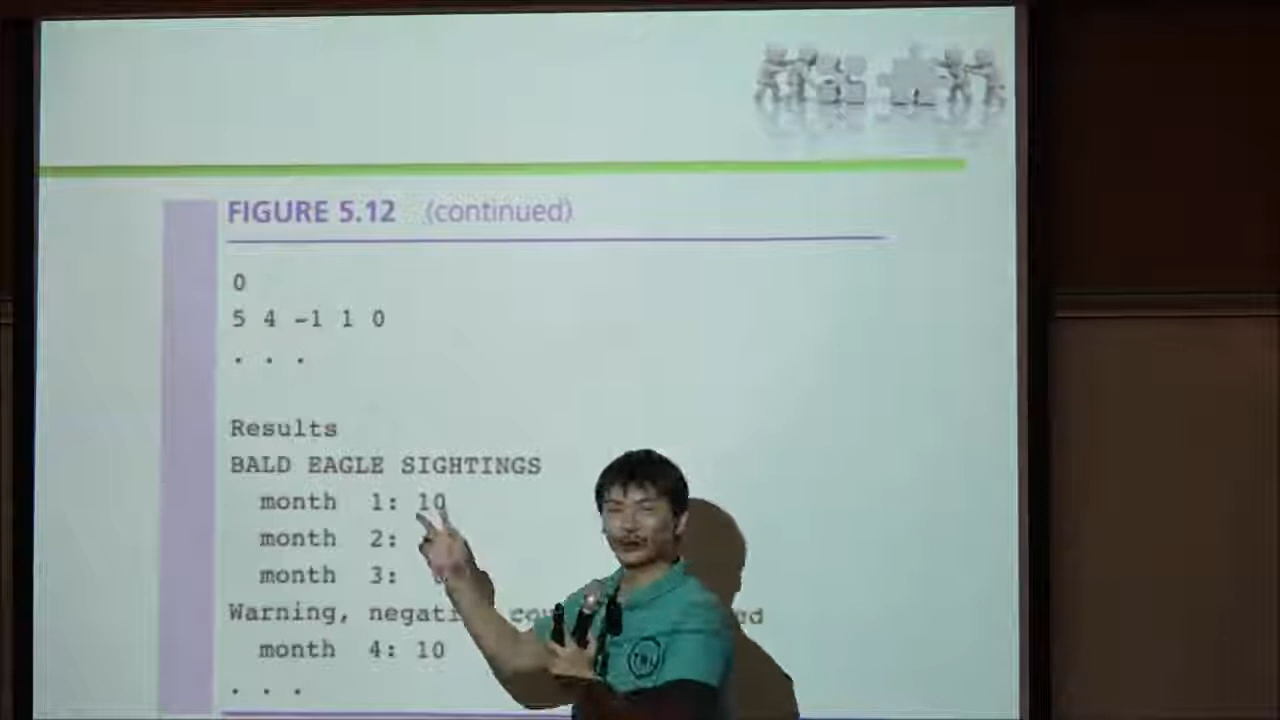 FIGURE 5.12 (continued)
0
5 4 -1 1 0
. . .
Results
BALD EAGLE SIGHTINGS
month 1: 10
month 2:
month 3:
Warning,
month 4: 10
. . .